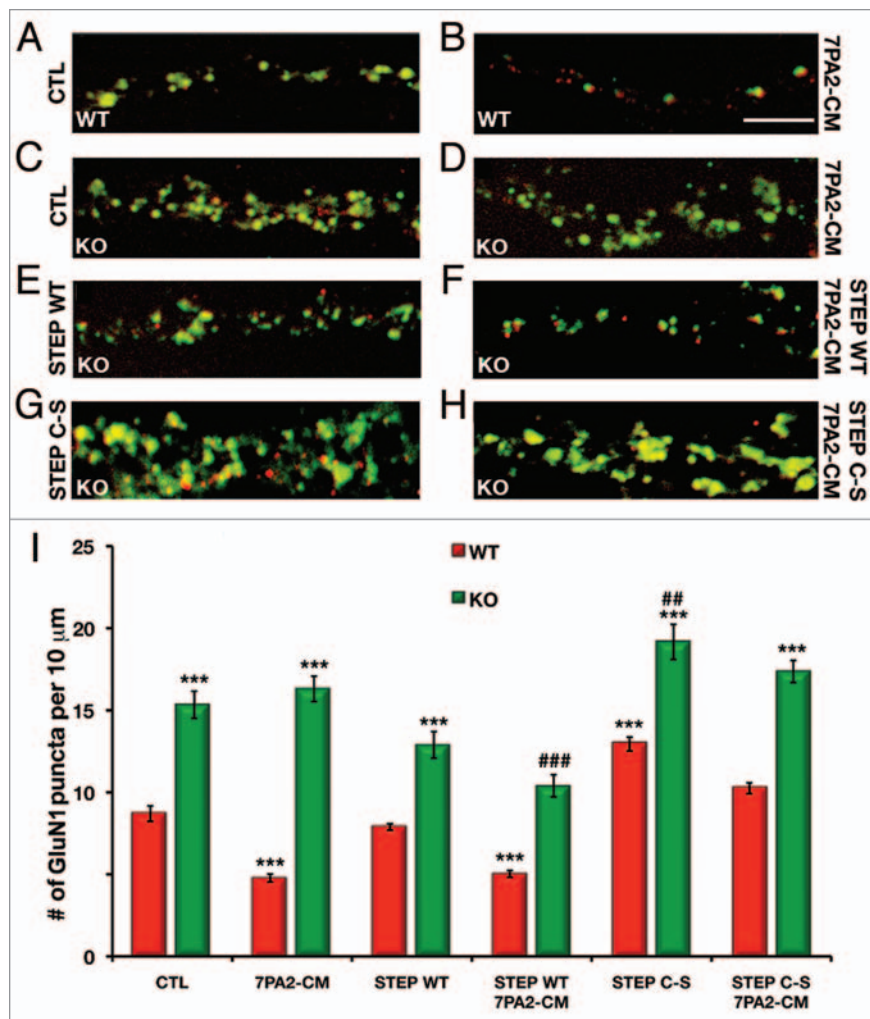 A
CTL
WT
B
7PA2-CM
WT
C
CTL
KO
D
7PA2-CM
KO
E
STEP WT
KO
F
STEP WT
7PA2-CM
KO
G
STEP C-S
KO
H
STEP C-S
7PA2-CM
KO
I
WT
KO
# of GluN1 puncta per 10 μm
25
20
15
10
5
0
***
***
***
***
***
###
***
##
***
***
CTL
7PA2-CM
STEP WT
STEP WT
7PA2-CM
STEP C-S
STEP C-S
7PA2-CM